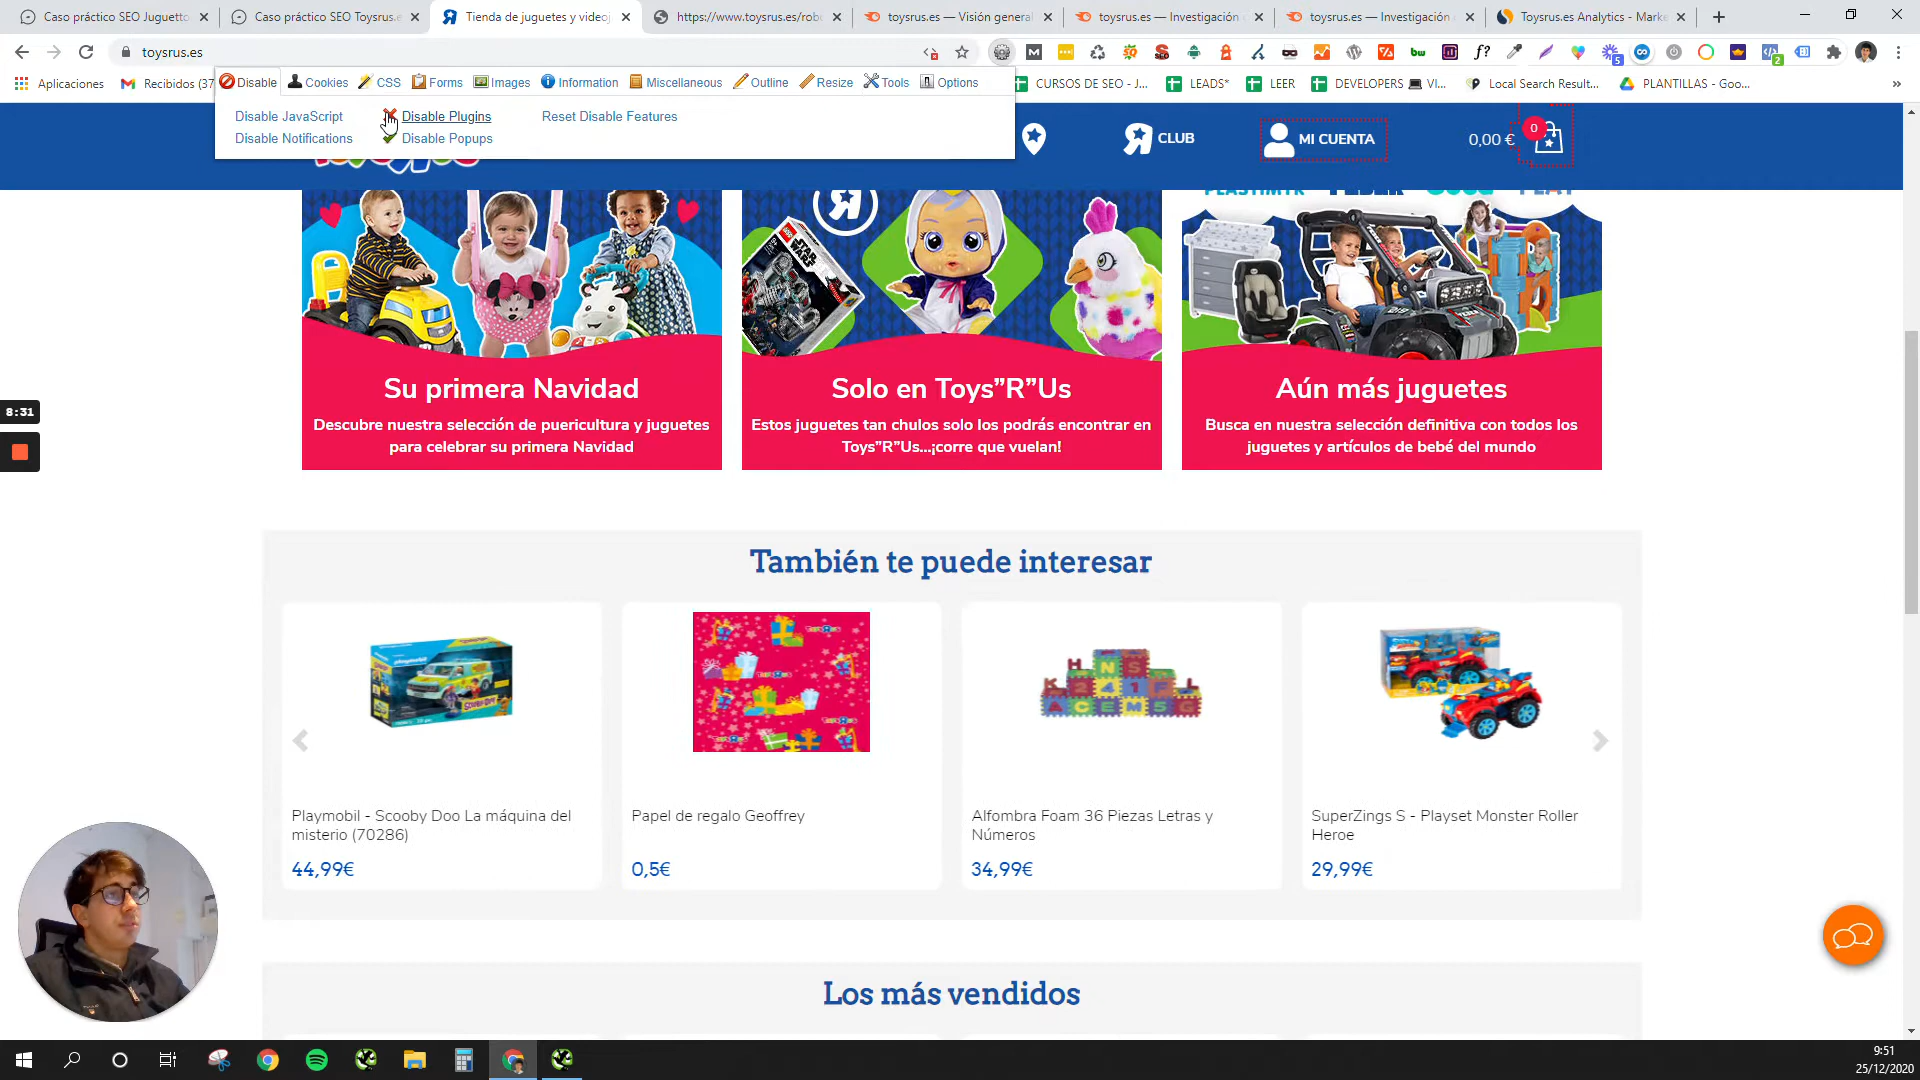 Caso práctico SEO Juguetto
Caso práctico SEO Toysrus.e
Tienda de juguetes y videoj
https://www.toysrus.es/rob
toysrus.es — Visión general
toysrus.es — Investigación
toysrus.es — Investigación
Toysrus.es Analytics - Marke
toysrus.es
Aplicaciones
Recibidos (37
CURSOS DE SEO - J...
LEADS*
LEER
DEVELOPERS VI...
Local Search Result...
PLANTILLAS - Goo...
Disable
Cookies
CSS
Forms
Images
Information
Miscellaneous
Outline
Resize
Tools
Options
Disable JavaScript
Disable Plugins
Reset Disable Features
Disable Notifications
Disable Popups
CLUB
MI CUENTA
0,00 €
0
8:31
Su primera Navidad
Descubre nuestra selección de puericultura y juguetes
para celebrar su primera Navidad
Solo en Toys”R”Us
Estos juguetes tan chulos solo los podrás encontrar en
Toys”R”Us...¡corre que vuelan!
Aún más juguetes
Busca en nuestra selección definitiva con todos los
juguetes y artículos de bebé del mundo
También te puede interesar
Playmobil - Scooby Doo La máquina del
misterio (70286)
44,99€
Papel de regalo Geoffrey
0,5€
Alfombra Foam 36 Piezas Letras y
Números
34,99€
SuperZings S - Playset Monster Roller
Heroe
29,99€
Los más vendidos
9:51
25/12/2020